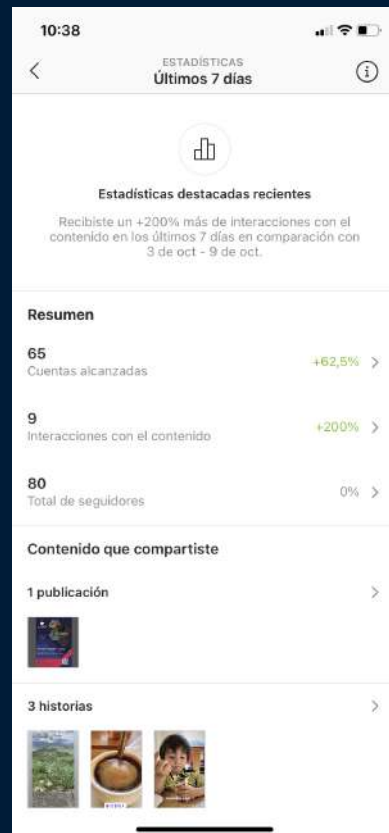 10:38
ESTADÍSTICAS
Últimos 7 días
Estadísticas destacadas recientes
Recibiste un +200% más de interacciones con el
contenido en los últimos 7 días en comparación con
3 de oct - 9 de oct.
Resumen
65
+62,5%
Cuentas alcanzadas
9
+200%
Interacciones con el contenido
80
0%
Total de seguidores
Contenido que compartiste
1 publicación
3 historias